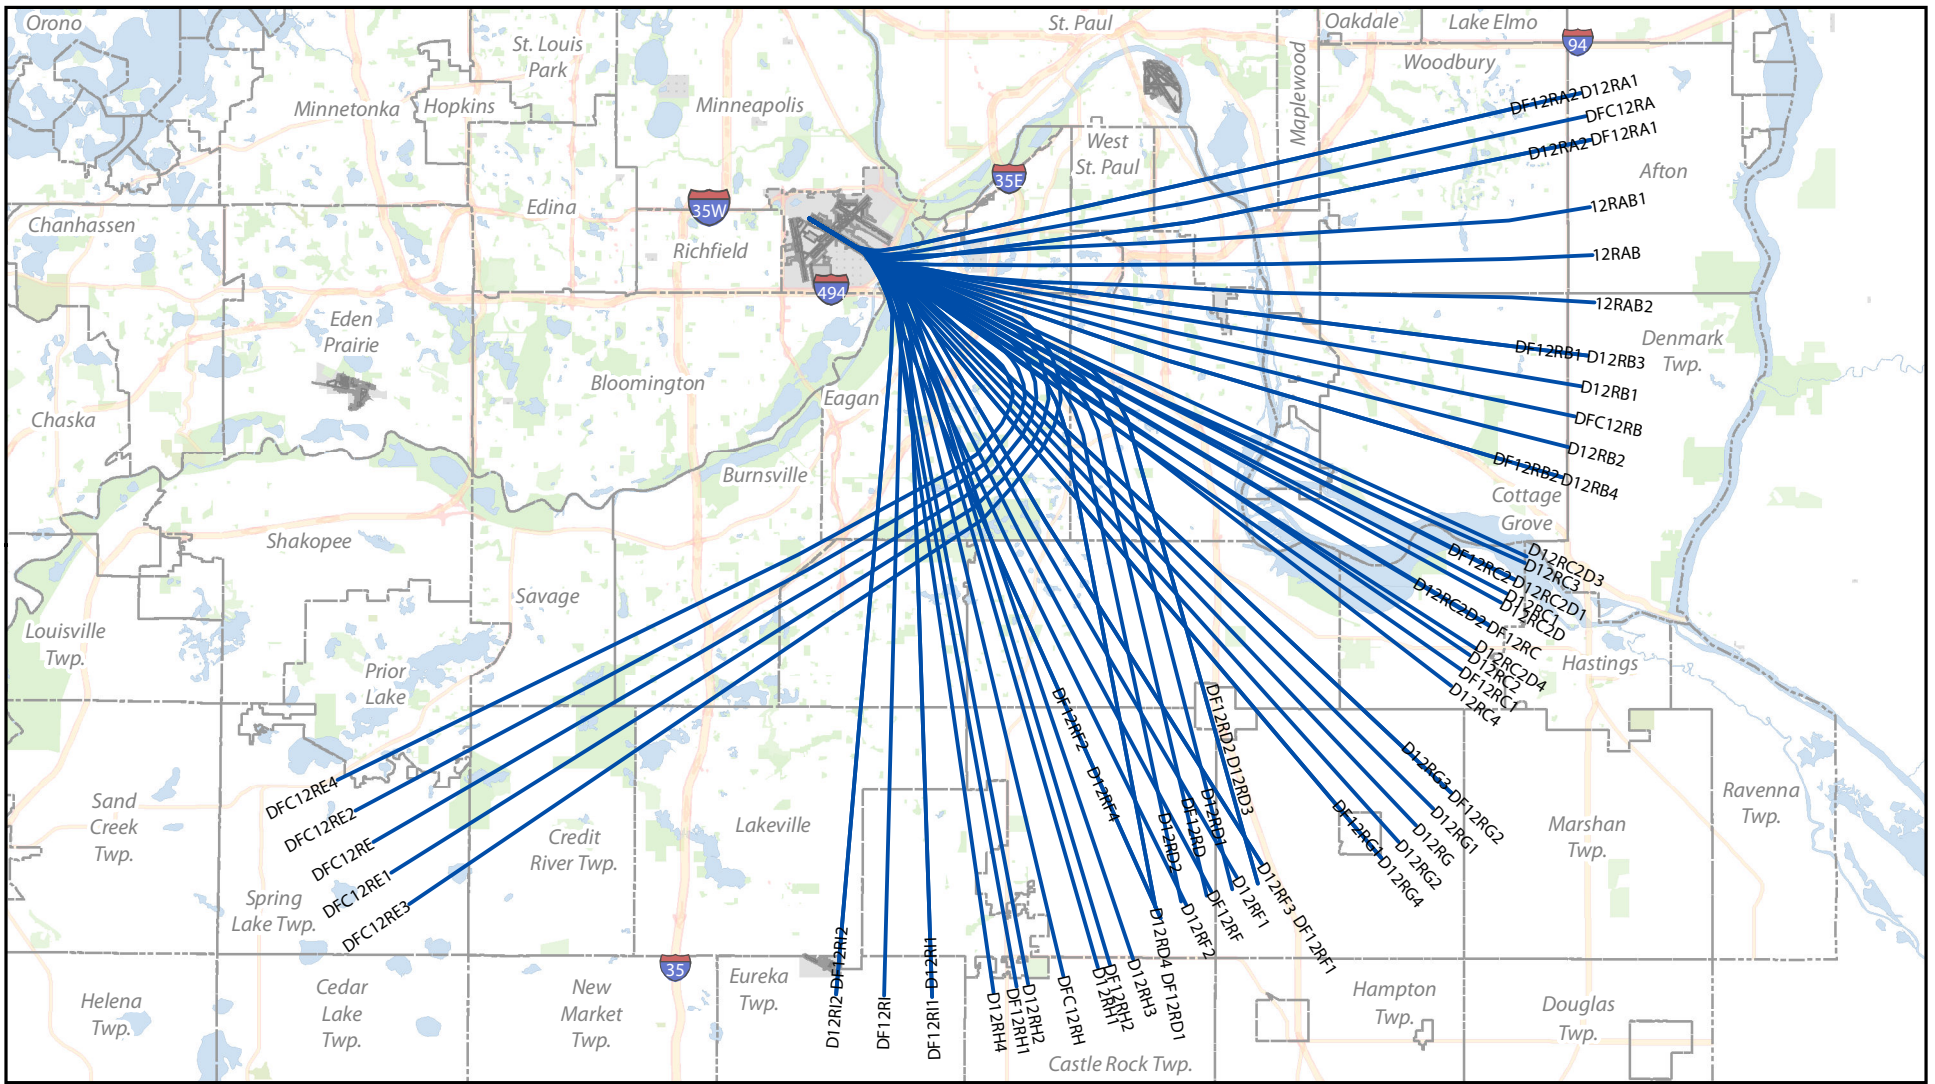 Orono
St. Louis
Park
St. Paul
Oakdale
Lake Elmo
94
Woodbury
Minnetonka
Hopkins
Minneapolis
Maplewood
DF12RA2
D12RA1
DFC12RA
D12RA2
DF12RA1
West
St. Paul
35E
Afton
Chanhassen
Edina
35W
Richfield
12RAB1
12RAB
494
12RAB2
Eden
Prairie
Denmark
Twp.
DF12RB1
D12RB3
Bloomington
D12RB1
Eagan
Chaska
DFC12RB
D12RB2
Burnsville
DF12RB2
D12RB4
Cottage
Grove
Shakopee
D12RC2D3
D12RC3
DF12RC2
D12RC2D1
D12RC1
D12RC2D
D12RC2D2
DF12RC
D12RC2D4
D12RC2
DF12RC1
D12RC4
Savage
Louisville
Twp.
Hastings
Prior
Lake
DF12RF2
DF12RD2
D12RD3
D12RG3
DF12RG2
D12RG1
D12RG
D12RG2
DF12RG1
D12RG4
DFC12RE4
DFC12RE2
DFC12RE
DFC12RE1
DFC12RE3
D12RF4
D12RD1
DF12RD
D12RD2
Sand
Creek
Twp.
Credit
River Twp.
Lakeville
Marshan
Twp.
Ravenna
Twp.
Spring
Lake Twp.
D12RF3
DF12RF1
D12RF1
DF12RF
D12RF2
D12RD4
DF12RD1
DF12RI2
D12RI2
DF12RI
D12RI1
DF12RI1
D12RH4
DF12RH1
D12RH2
DFC12RH
D12RH1
DF12RH2
D12RH3
35
Helena
Twp.
Cedar
Lake
Twp.
New
Market
Twp.
Eureka
Twp.
Castle Rock Twp.
Hampton
Twp.
Douglas
Twp.